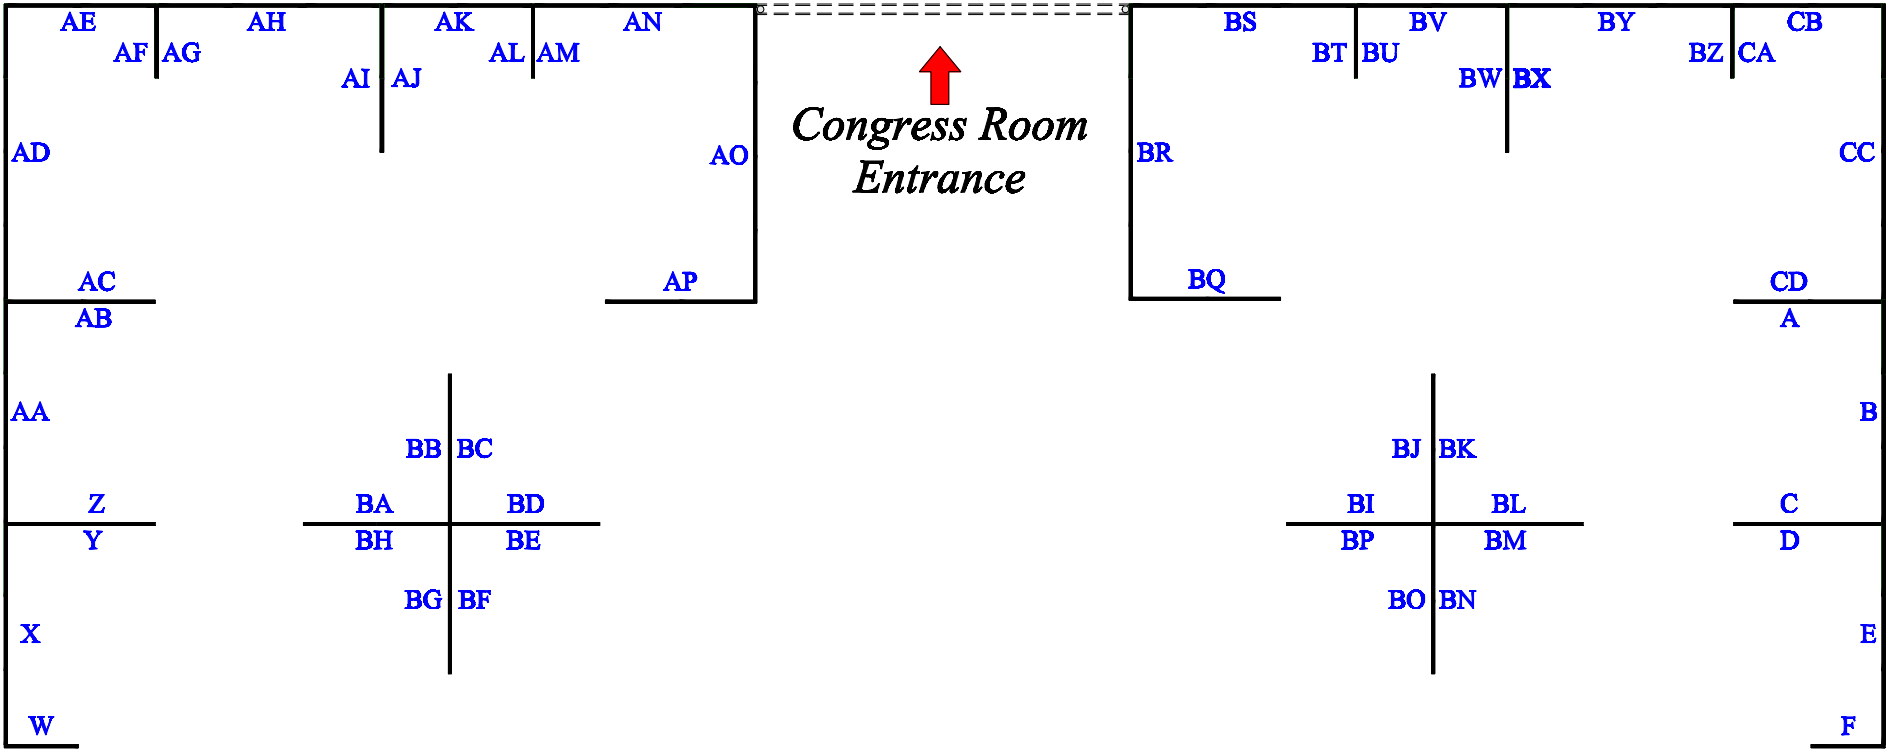 AE AH AK AN BS BV BY CB
AF AG AL AM BT BU BZ CA
AI AJ BW BX
Congress Room
AD AO BR CC
Entrance
AC AP BQ CD
AB A
AA B
BB BC BJ BK
Z BA BD BI BL C
Y BH BE BP BM D
BG BF BO BN
X E
W F